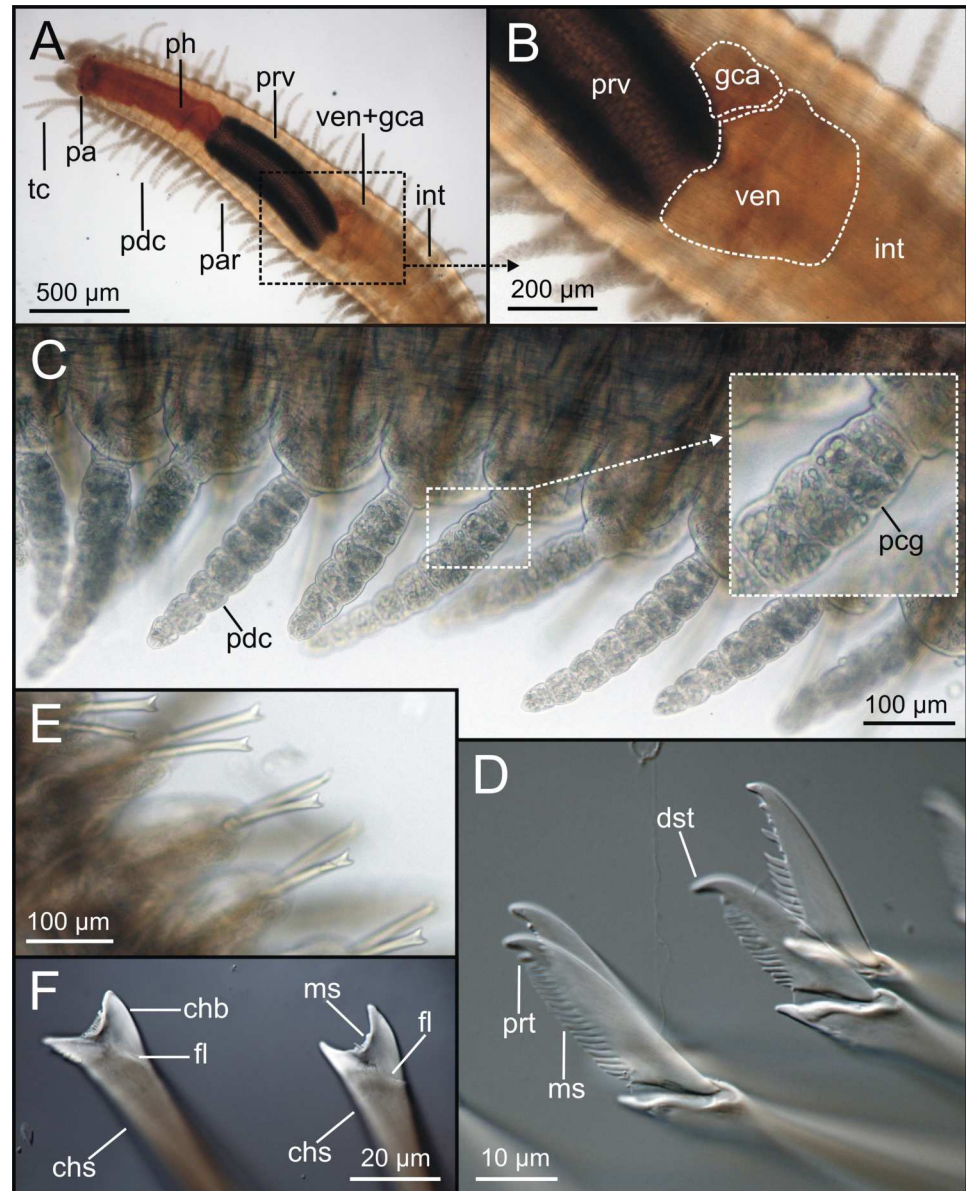 A
ph
prv
ven+gca
int
pa
tc
pdc
par
500 µm
B
prv
gca
ven
int
200 µm
C
pcg
pdc
100 µm
E
100 µm
D
dst
prt
ms
10 µm
F
chb
fl
chs
ms
fl
chs
20 µm